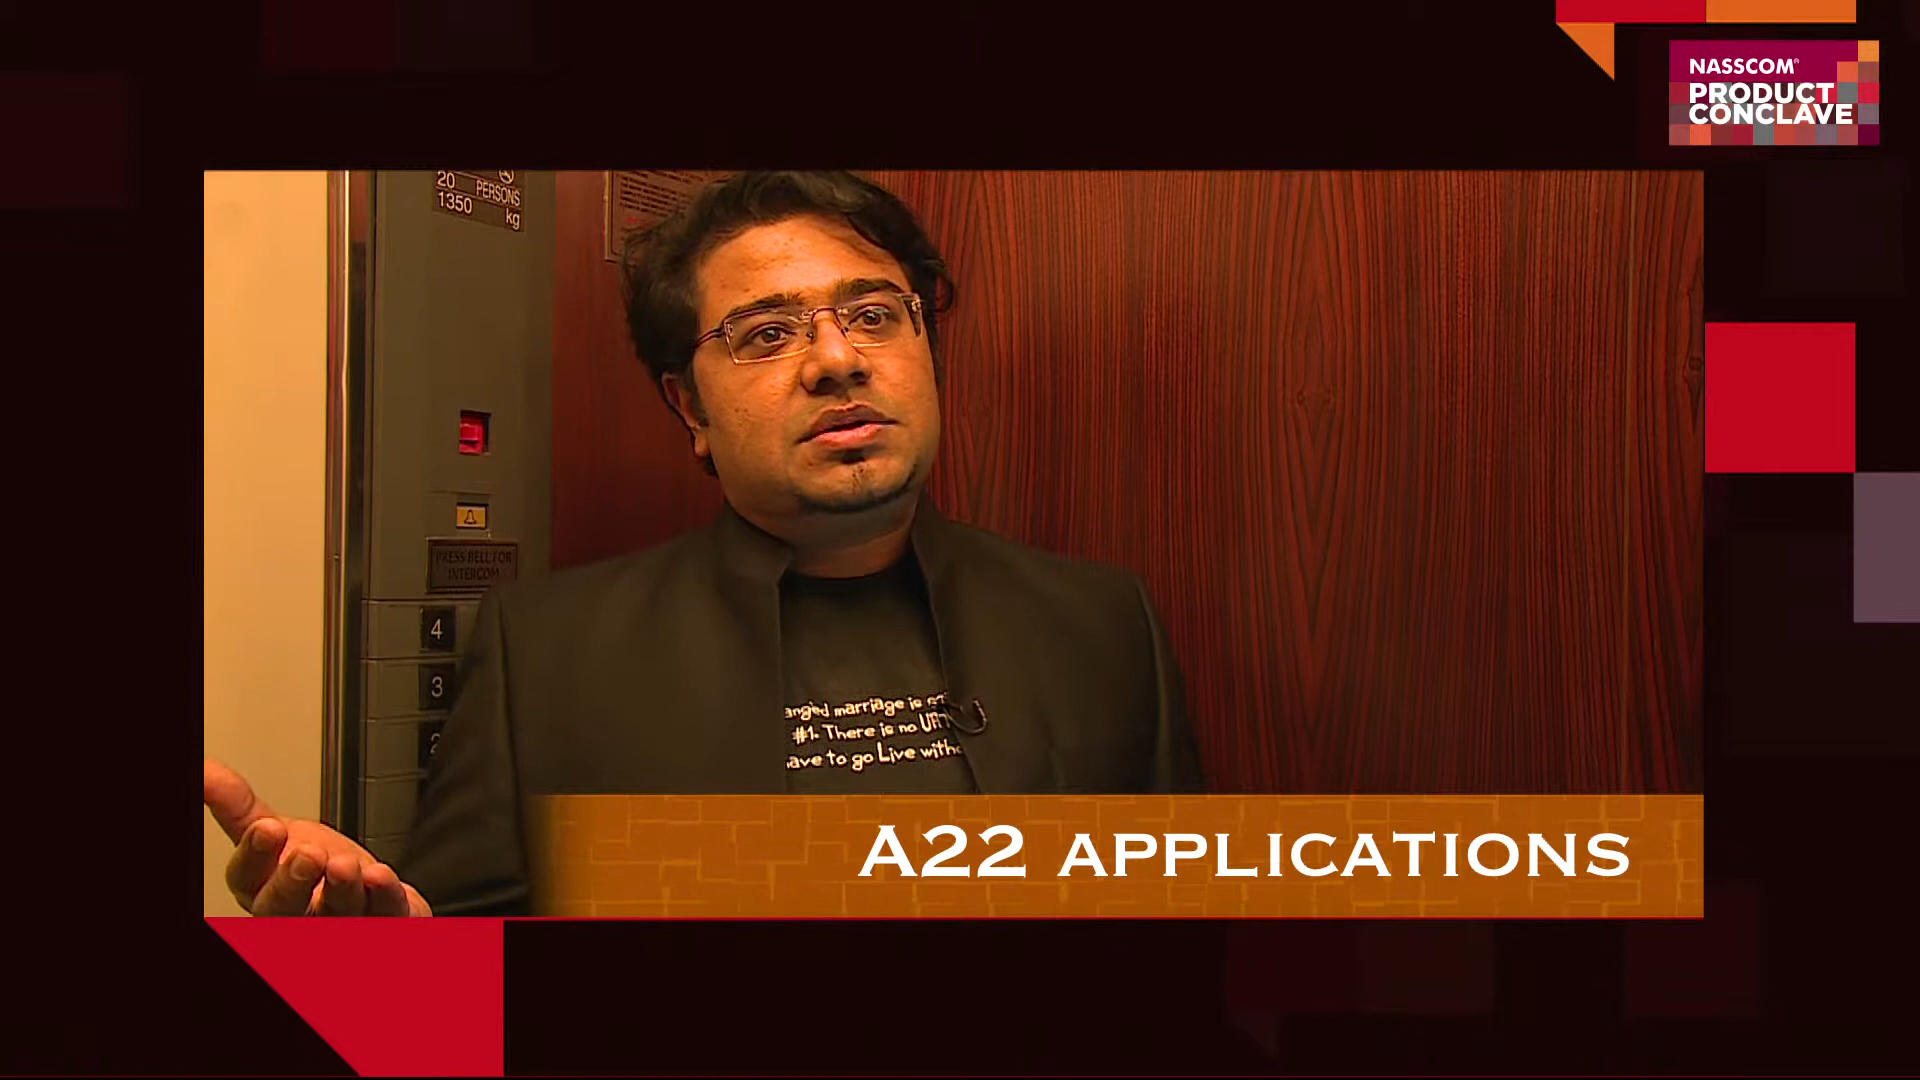 NASSCOM®
PRODUCT
CONCLAVE
20 PERSONS
1350 kg
PRESS BELL FOR
INTERCOM
4
3
2
marriage is
#1. There is no
to go Live
A22 APPLICATIONS